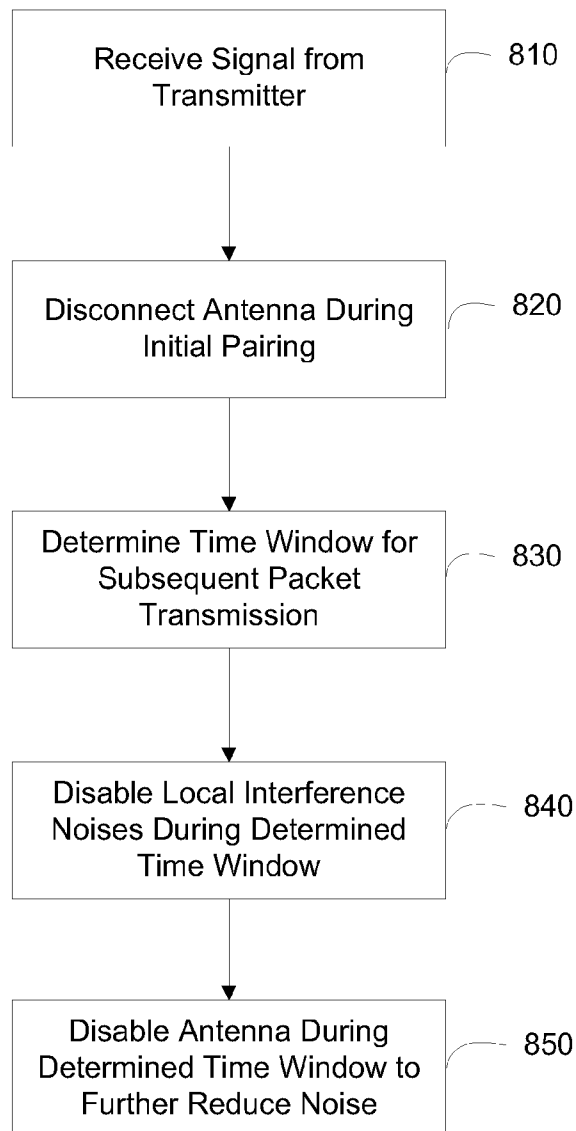 Receive Signal from
Transmitter
810
Disconnect Antenna During
Initial Pairing
820
Determine Time Window for
Subsequent Packet
Transmission
830
Disable Local Interference
Noises During Determined
Time Window
840
Disable Antenna During
Determined Time Window to
Further Reduce Noise
850